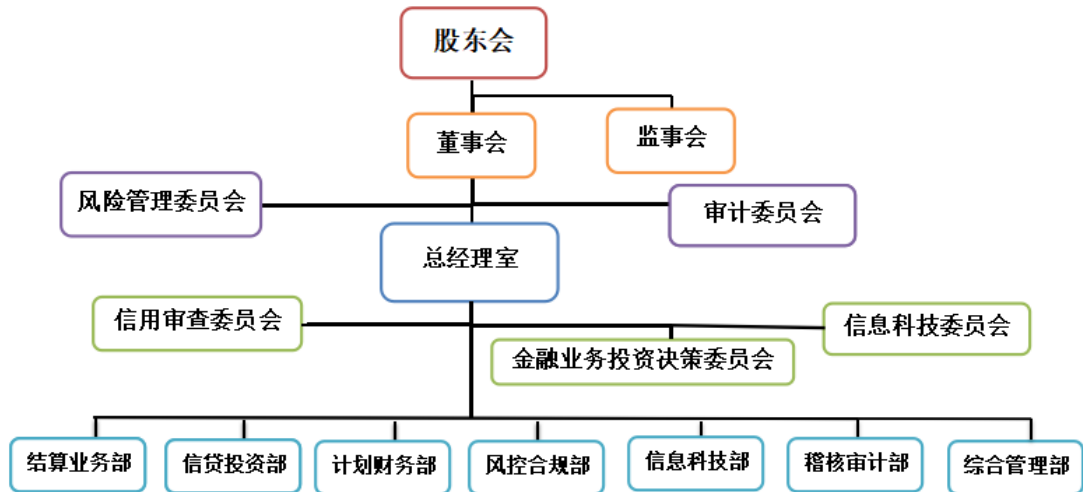 股东会
董事会
监事会
风险管理委员会
审计委员会
总经理室
信用审查委员会
信息科技委员会
金融业务投资决策委员会
结算业务部
信贷投资部
计划财务部
风控合规部
信息科技部
稽核审计部
综合管理部